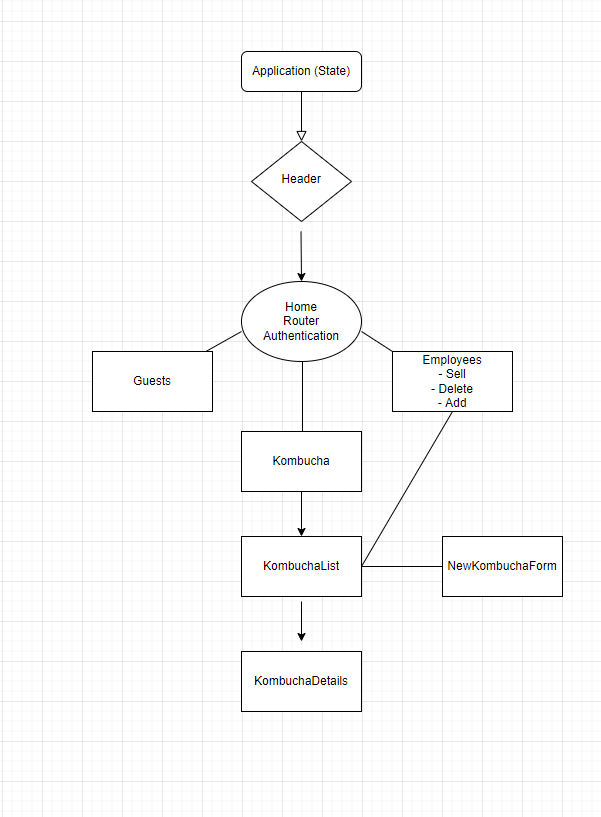 Application (State)
Header
Home
Router
Authentication
Guests
Employees
- Sell
- Delete
- Add
Kombucha
KombuchaList
NewKombuchaForm
KombuchaDetails